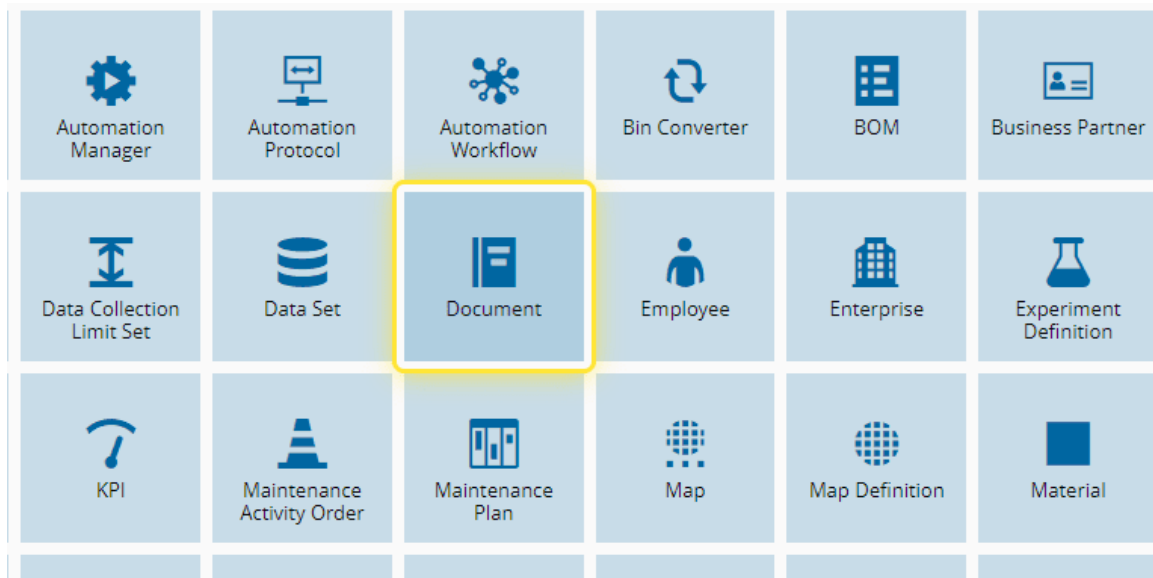 Automation
Manager
Automation
Protocol
Automation
Workflow
Bin Converter
BOM
Business Partner
Data Collection
Limit Set
Data Set
Document
Employee
Enterprise
Experiment
Definition
KPI
Maintenance
Activity Order
Maintenance
Plan
Map
Map Definition
Material